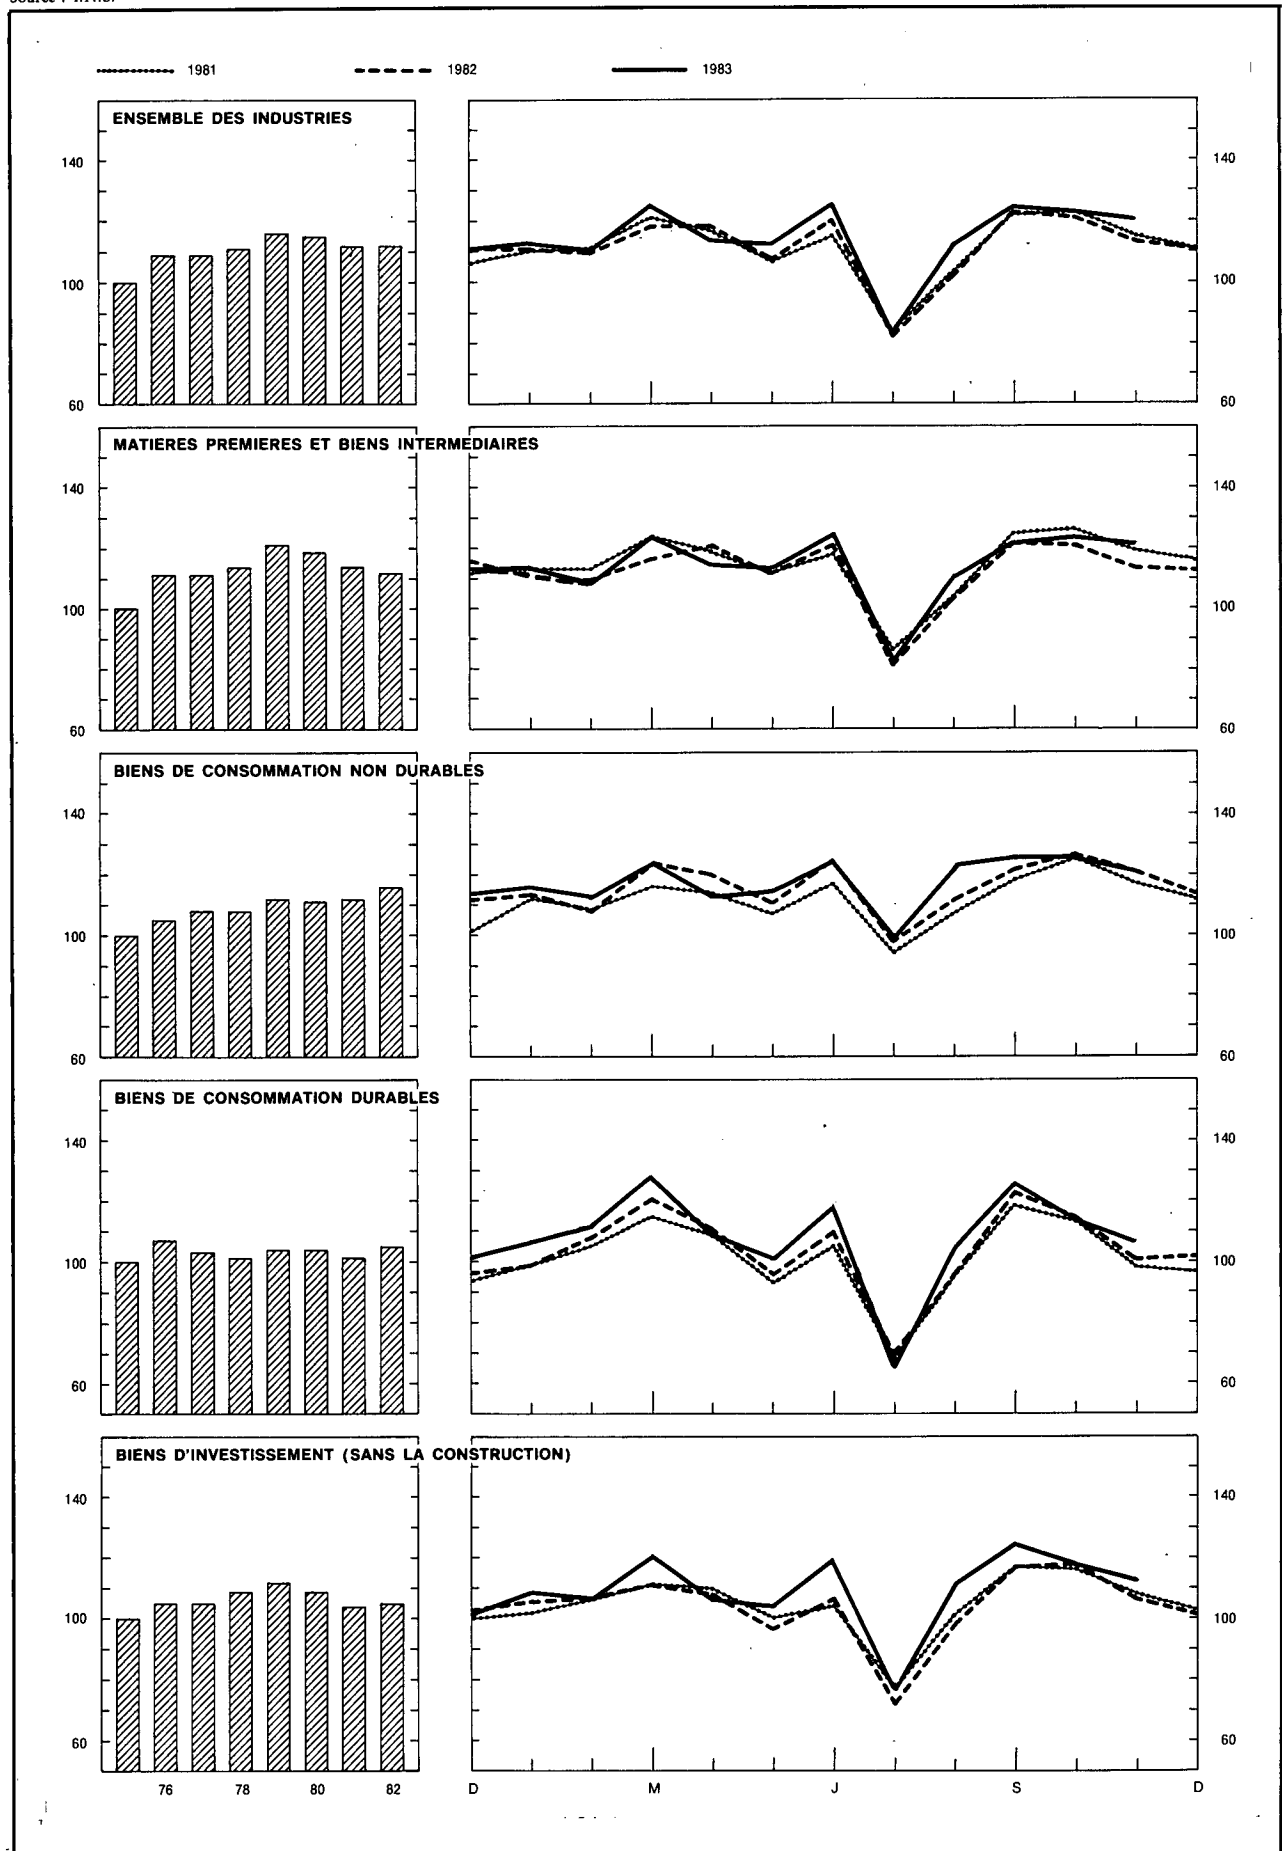 1981 1982 1983
ENSEMBLE DES INDUSTRIES
140 140
100 100
60 60
MATIERES PREMIERES ET BIENS INTERMEDIAIRES
140 140
100 100
60 60
BIENS DE CONSOMMATION NON DURABLES
140 140
100 100
60 60
BIENS DE CONSOMMATION DURABLES
140 140
100 100
60 60
BIENS D'INVESTISSEMENT (SANS LA CONSTRUCTION)
140 140
100 100
60 60
76 78 80 82 D M J S D